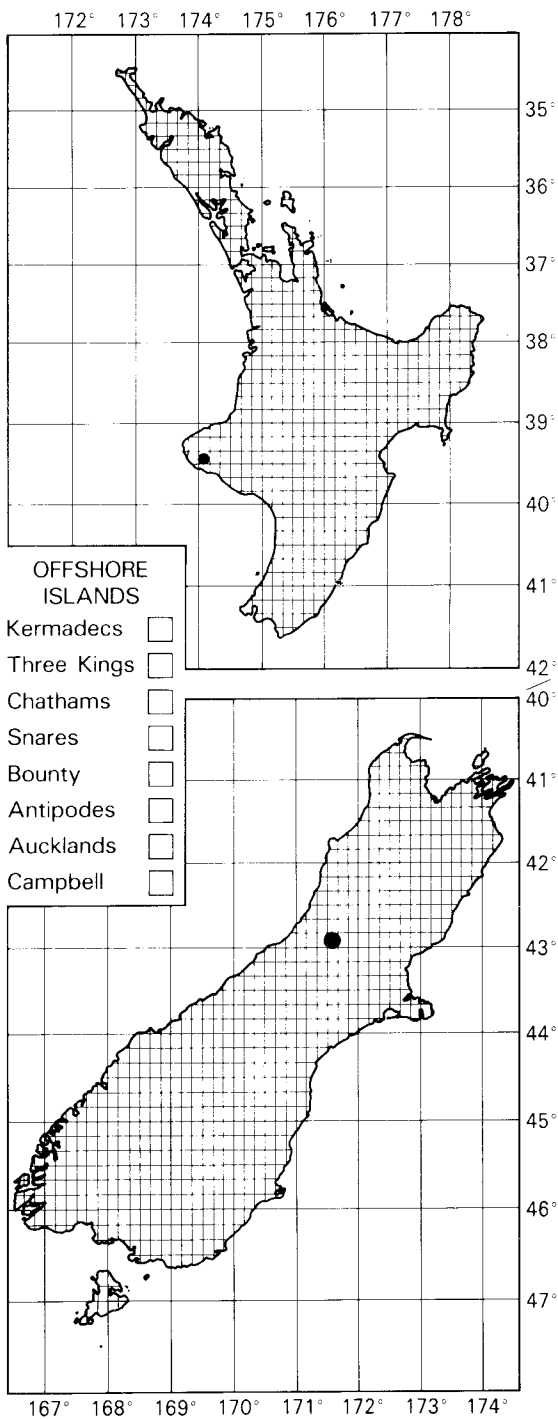 172° 173° 174° 175° 176° 177° 178°
35°
36°
37°
38°
39°
40°
41°
42°
OFFSHORE
ISLANDS
Kermadecs
Three Kings
Chathams
Snares
Bounty
Antipodes
Aucklands
Campbell
40°
41°
42°
43°
44°
45°
46°
47°
167° 168° 169° 170° 171° 172° 173° 174°